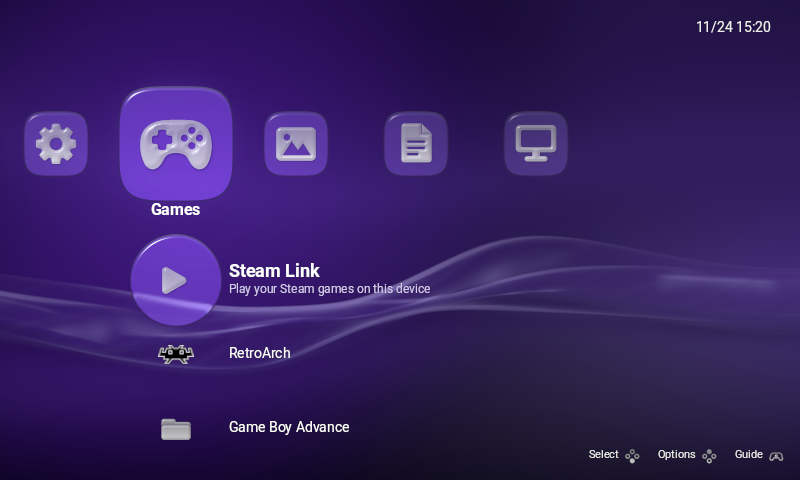 11/24 15:20
Games
Steam Link
Play your Steam games on this device
RetroArch
Game Boy Advance
Select Options Guide